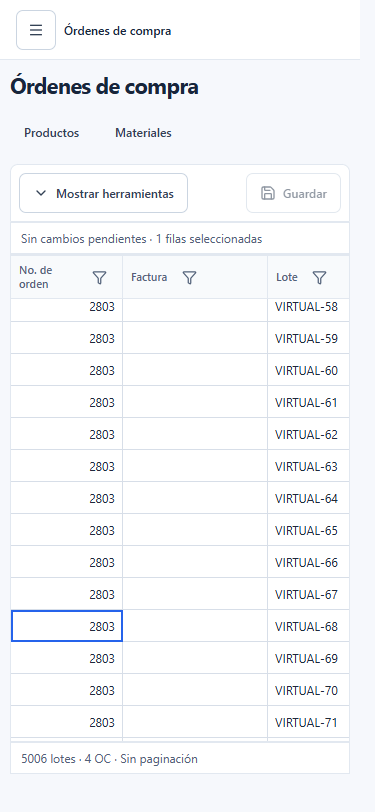 Órdenes de compra
Órdenes de compra
Productos Materiales
Mostrar herramientas Guardar
Sin cambios pendientes · 1 filas seleccionadas
No. de orden Factura Lote
2803 VIRTUAL-58
2803 VIRTUAL-59
2803 VIRTUAL-60
2803 VIRTUAL-61
2803 VIRTUAL-62
2803 VIRTUAL-63
2803 VIRTUAL-64
2803 VIRTUAL-65
2803 VIRTUAL-66
2803 VIRTUAL-67
2803 VIRTUAL-68
2803 VIRTUAL-69
2803 VIRTUAL-70
2803 VIRTUAL-71
5006 lotes · 4 OC · Sin paginación